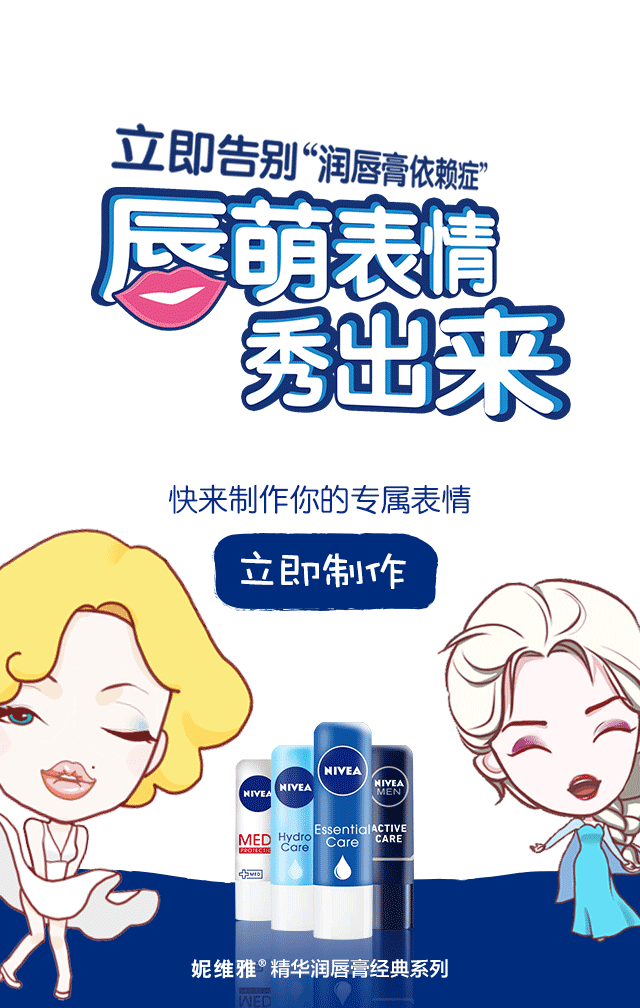 立即告别“润唇膏依赖症”
唇萌表情
秀出来
快来制作你的专属表情
立即制作
NIVEA
MED
PROTECTION
MED
NIVEA
Hydro
Care
NIVEA
Essential
Care
NIVEA
MEN
ACTIVE
CARE
妮维雅® 精华润唇膏经典系列